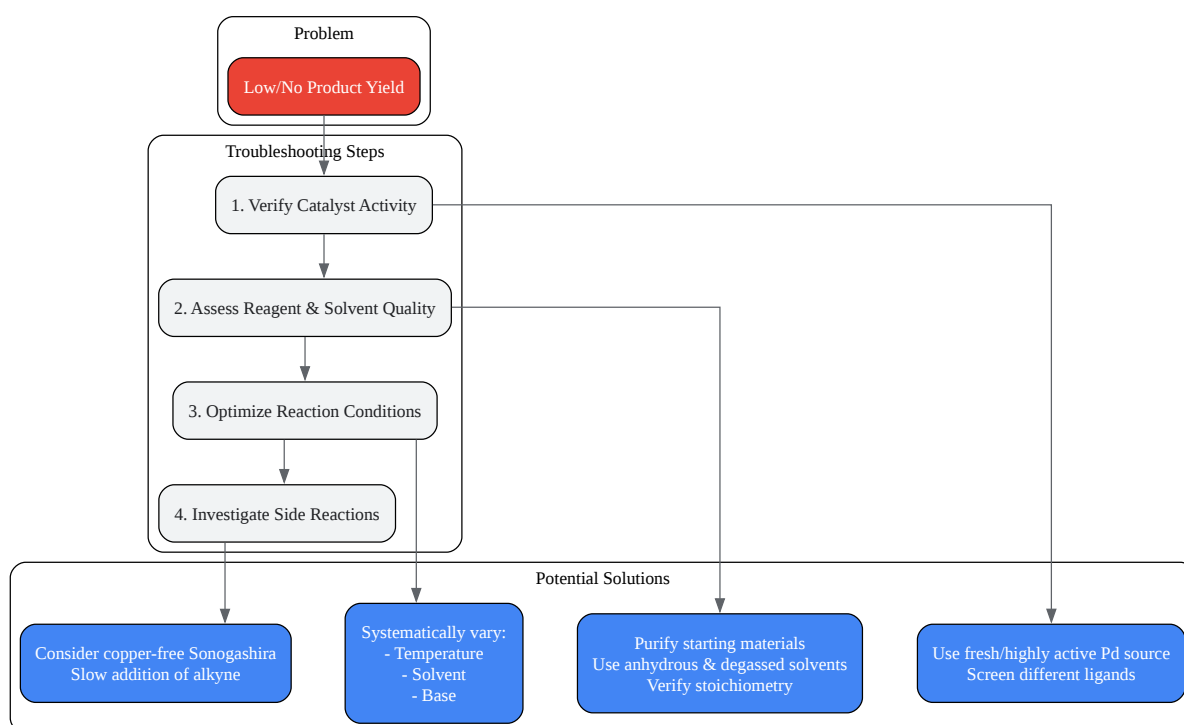 Problem
Low/No Product Yield
Troubleshooting Steps
1. Verify Catalyst Activity
2. Assess Reagent & Solvent Quality
3. Optimize Reaction Conditions
4. Investigate Side Reactions
Potential Solutions
Consider copper-free Sonogashira
Slow addition of alkyne
Systematically vary:
- Temperature
- Solvent
- Base
Purify starting materials
Use anhydrous & degassed solvents
Verify stoichiometry
Use fresh/highly active Pd source
Screen different ligands